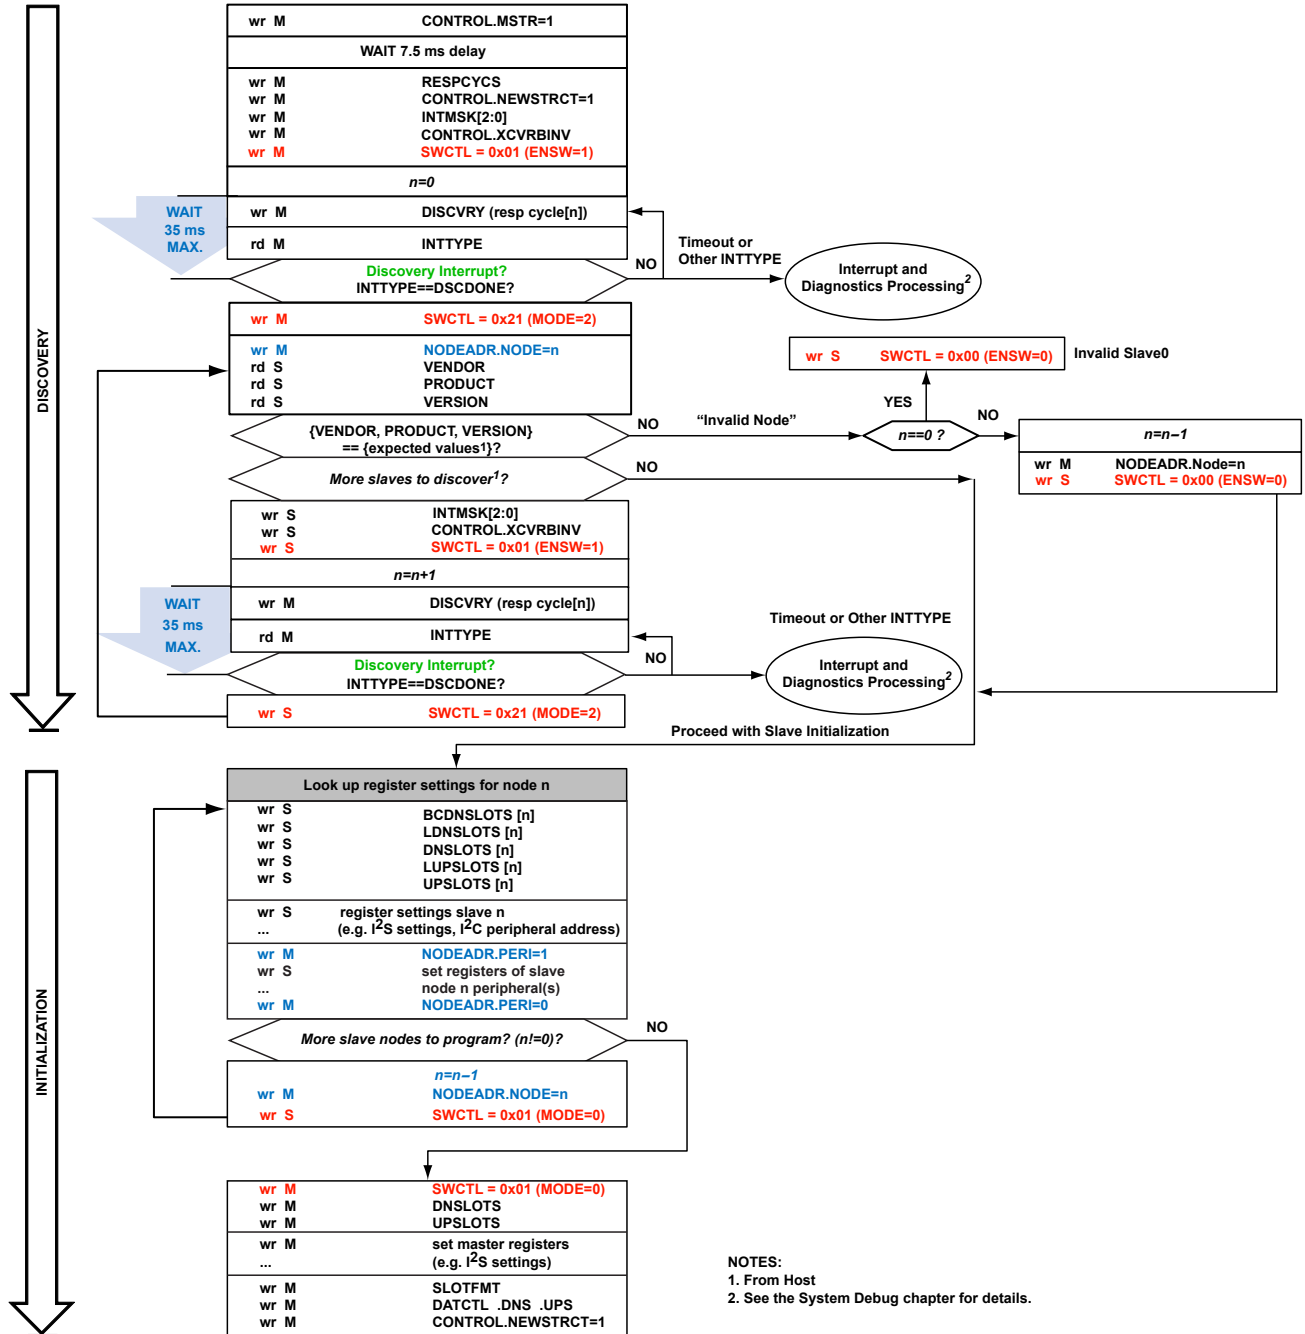 wr M CONTROL.MSTR=1
WAIT 7.5 ms delay
wr M RESPCYCS
wr M CONTROL.NEWSTRCT=1
wr M INTMSK[2:0]
wr M CONTROL.XCVRBINV
wr M SWCTL = 0x01 (ENSW=1)
n=0
WAIT
35 ms
MAX.
wr M DISCVRY (resp cycle[n])
rd M INTTYPE
Discovery Interrupt?
INTTYPE==DSCDONE?
NO
Timeout or
Other INTTYPE
Interrupt and
Diagnostics Processing2
wr M SWCTL = 0x21 (MODE=2)
wr M NODEADR.NODE=n
rd S VENDOR
rd S PRODUCT
rd S VERSION
wr S SWCTL = 0x00 (ENSW=0)
Invalid Slave0
YES
{VENDOR, PRODUCT, VERSION}
== {expected values1}?
NO
“Invalid Node”
n==0 ?
NO
n=n−1
wr M NODEADR.Node=n
wr S SWCTL = 0x00 (ENSW=0)
More slaves to discover1?
NO
wr S INTMSK[2:0]
wr S CONTROL.XCVRBINV
wr S SWCTL = 0x01 (ENSW=1)
n=n+1
WAIT
35 ms
MAX.
wr M DISCVRY (resp cycle[n])
rd M INTTYPE
Discovery Interrupt?
INTTYPE==DSCDONE?
NO
Timeout or Other INTTYPE
Interrupt and
Diagnostics Processing2
wr S SWCTL = 0x21 (MODE=2)
DISCOVERY
Proceed with Slave Initialization
Look up register settings for node n
wr S BCDNSLOTS [n]
wr S LDNSLOTS [n]
wr S DNSLOTS [n]
wr S LUPSLOTS [n]
wr S UPSLOTS [n]
wr S register settings slave n
... (e.g. I2S settings, I2C peripheral address)
wr M NODEADR.PERI=1
wr S set registers of slave
... node n peripheral(s)
wr M NODEADR.PERI=0
More slave nodes to program? (n!=0)?
NO
n=n−1
wr M NODEADR.NODE=n
wr S SWCTL = 0x01 (MODE=0)
INITIALIZATION
wr M SWCTL = 0x01 (MODE=0)
wr M DNSLOTS
wr M UPSLOTS
wr M set master registers
... (e.g. I2S settings)
wr M SLOTFMT
wr M DATCTL .DNS .UPS
wr M CONTROL.NEWSTRCT=1
NOTES:
1. From Host
2. See the System Debug chapter for details.